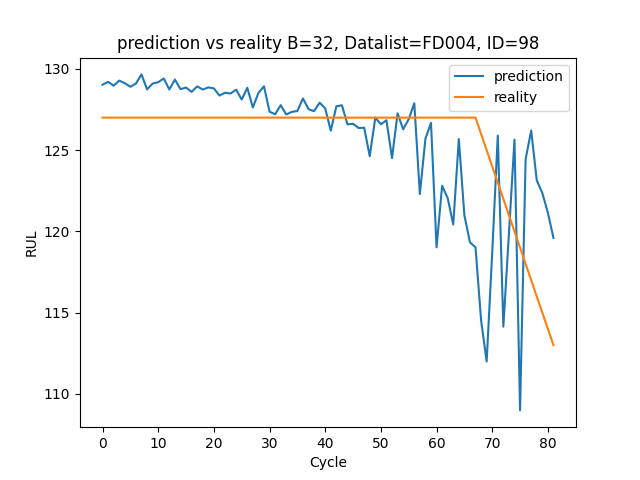 prediction vs reality B=32, Datalist=FD004, ID=98
prediction
reality
130
125
120
115
110
RUL
0 10 20 30 40 50 60 70 80
Cycle